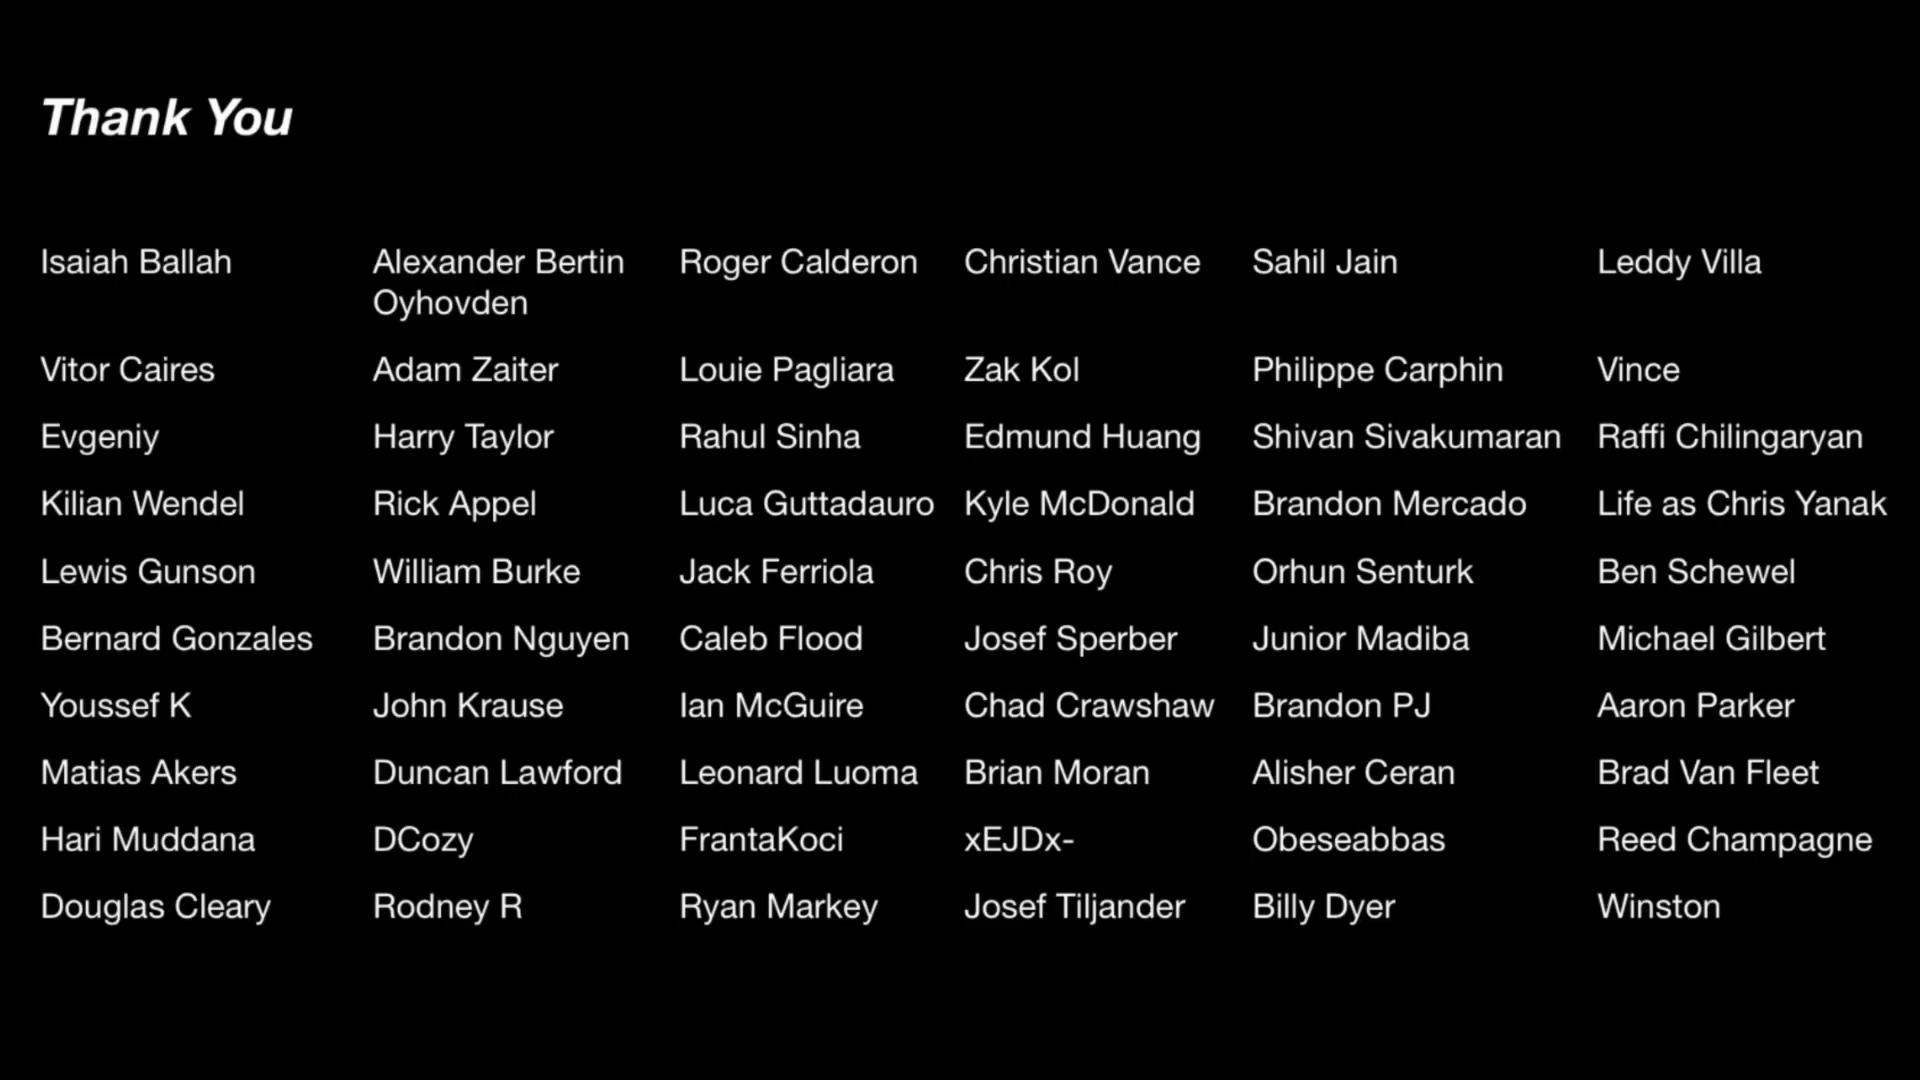 Thank You
Isaiah Ballah Alexander Bertin Roger Calderon Christian Vance Sahil Jain Leddy Villa
Oyhovden
Vitor Caires Adam Zaiter Louie Pagliara Zak Kol Philippe Carphin Vince
Evgeniy Harry Taylor Rahul Sinha Edmund Huang Shivan Sivakumaran Raffi Chilingaryan
Kilian Wendel Rick Appel Luca Guttadauro Kyle McDonald Brandon Mercado Life as Chris Yanak
Lewis Gunson William Burke Jack Ferriola Chris Roy Orhun Senturk Ben Schewel
Bernard Gonzales Brandon Nguyen Caleb Flood Josef Sperber Junior Madiba Michael Gilbert
Youssef K John Krause Ian McGuire Chad Crawshaw Brandon PJ Aaron Parker
Matias Akers Duncan Lawford Leonard Luoma Brian Moran Alisher Ceran Brad Van Fleet
Hari Muddana DCozy FrantaKoci xEJDx- Obeseabbas Reed Champagne
Douglas Cleary Rodney R Ryan Markey Josef Tiljander Billy Dyer Winston